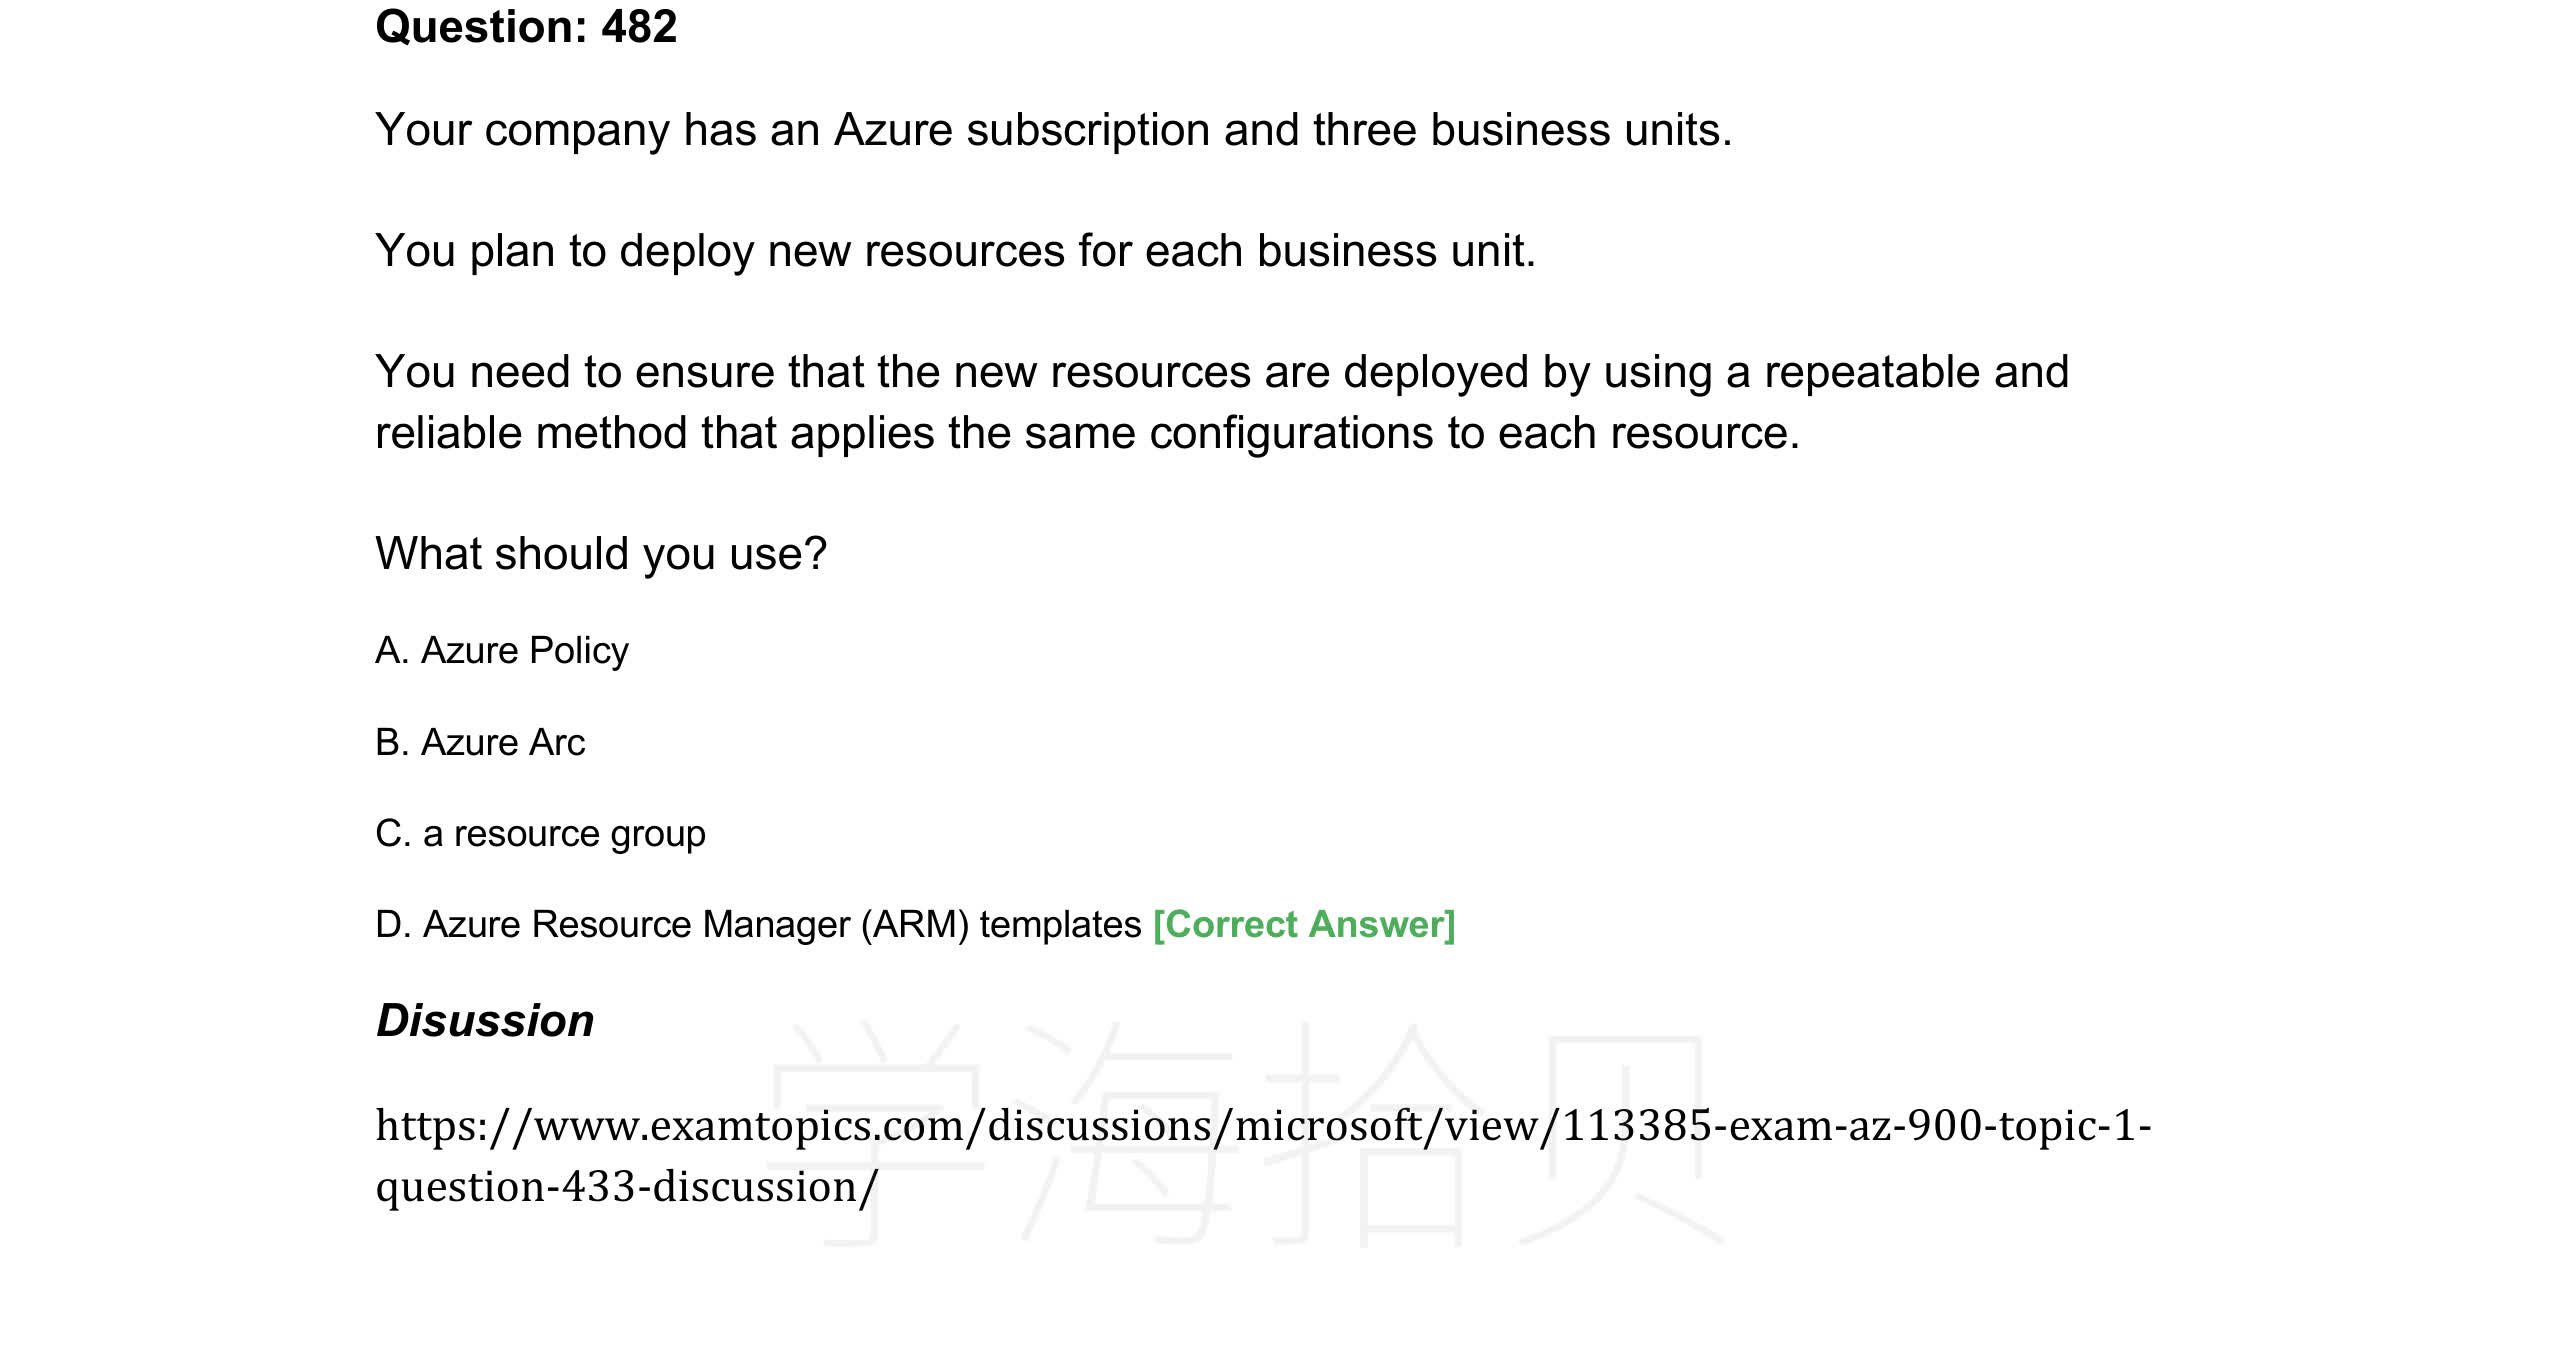 Question: 482
Your company has an Azure subscription and three business units.
You plan to deploy new resources for each business unit.
You need to ensure that the new resources are deployed by using a repeatable and
reliable method that applies the same configurations to each resource.
What should you use?
A. Azure Policy
B. Azure Arc
C. a resource group
D. Azure Resource Manager (ARM) templates [Correct Answer]
Disussion
学海拾贝
https://www.examtopics.com/discussions/microsoft/view/113385-exam-az-900-topic-1-
question-433-discussion/